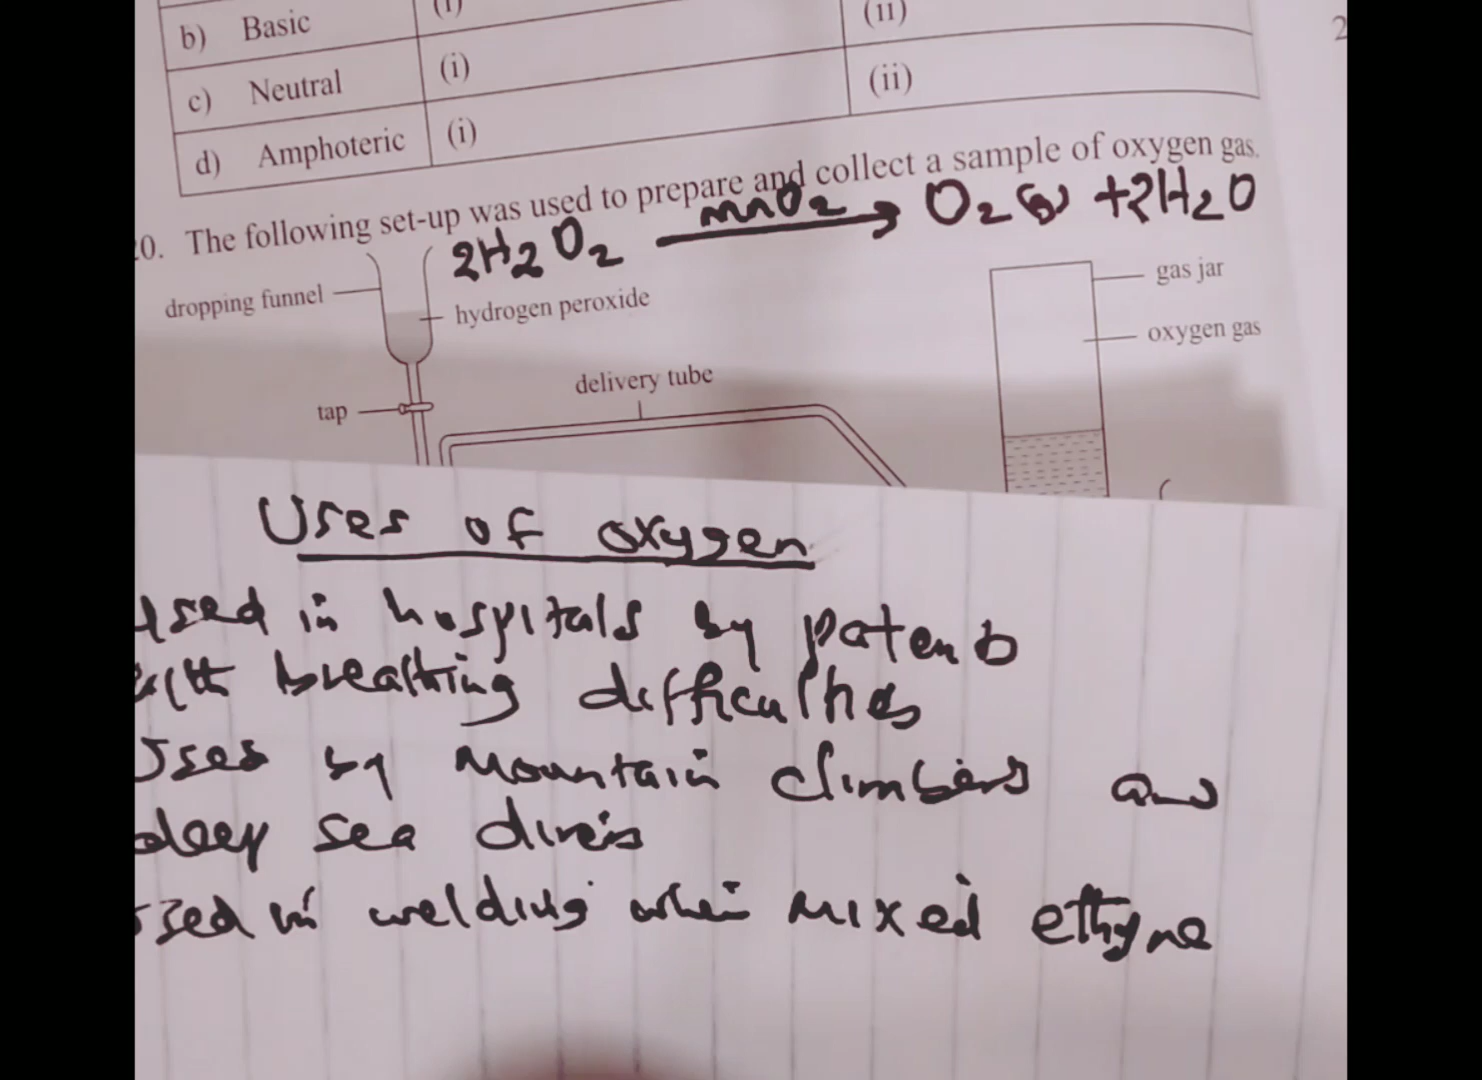 b) Basic (i) (ii)
c) Neutral (i) (ii)
d) Amphoteric (i)
2
0. The following set-up was used to prepare and collect a sample of oxygen gas.
2H2O2 MnO2 → O2(g) + 2H2O
dropping funnel
hydrogen peroxide
gas jar
oxygen gas
delivery tube
tap
Uses of oxygen
Used in hospitals by patents
with breathing difficulties
Uses by mountain climbers and
deep sea divers
Used in welding when mixed ethyne